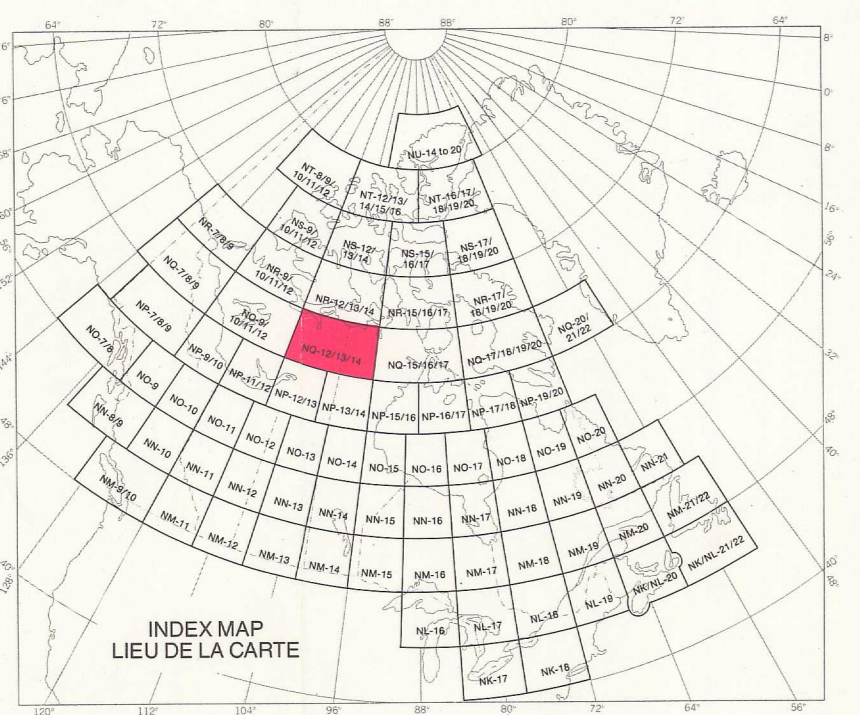 64° 72° 80° 88° 88° 80° 72° 64°
8°
0°
8°
16°
24°
32°
40°
40°
48°
152°
144°
136°
128°
48°
40°
NU-14 to 20
NT-8/9/
10/11/12
NT-12/13/
14/15/16
NT-16/17/
18/19/20
NR-7/8/9
NS-9/
10/11/12
NS-12/
13/14
NS-15/
16/17
NS-17/
18/19/20
NQ-7/8/9
NR-9/
10/11/12
NR-12/13/14
NR-15/16/17
NR-17/
18/19/20
NO-7/8
NP-7/8/9
NQ-9/
10/11/12
NQ-12/13/14
NQ-15/16/17
NQ-17/18/19/20
NQ-20/
21/22
NP-9/10
NP-11/12
NP-12/13
NP-13/14
NP-15/16
NP-16/17
NP-17/18
NP-19/20
NO-9
NO-10
NO-11
NO-12
NO-13
NO-14
NO-15
NO-16
NO-17
NO-18
NO-19
NO-20
NN-8/9
NN-10
NN-11
NN-12
NN-13
NN-14
NN-15
NN-16
NN-17
NN-18
NN-19
NN-20
NN-21
NM-9/10
NM-11
NM-12
NM-13
NM-14
NM-15
NM-16
NM-17
NM-18
NM-19
NM-20
NM-21/22
NL-16
NL-17
NL-18
NL-19
NK/NL-20
NK/NL-21/22
NK-17
NK-18
INDEX MAP
LIEU DE LA CARTE
120° 112° 104° 96° 88° 80° 72° 64° 56°